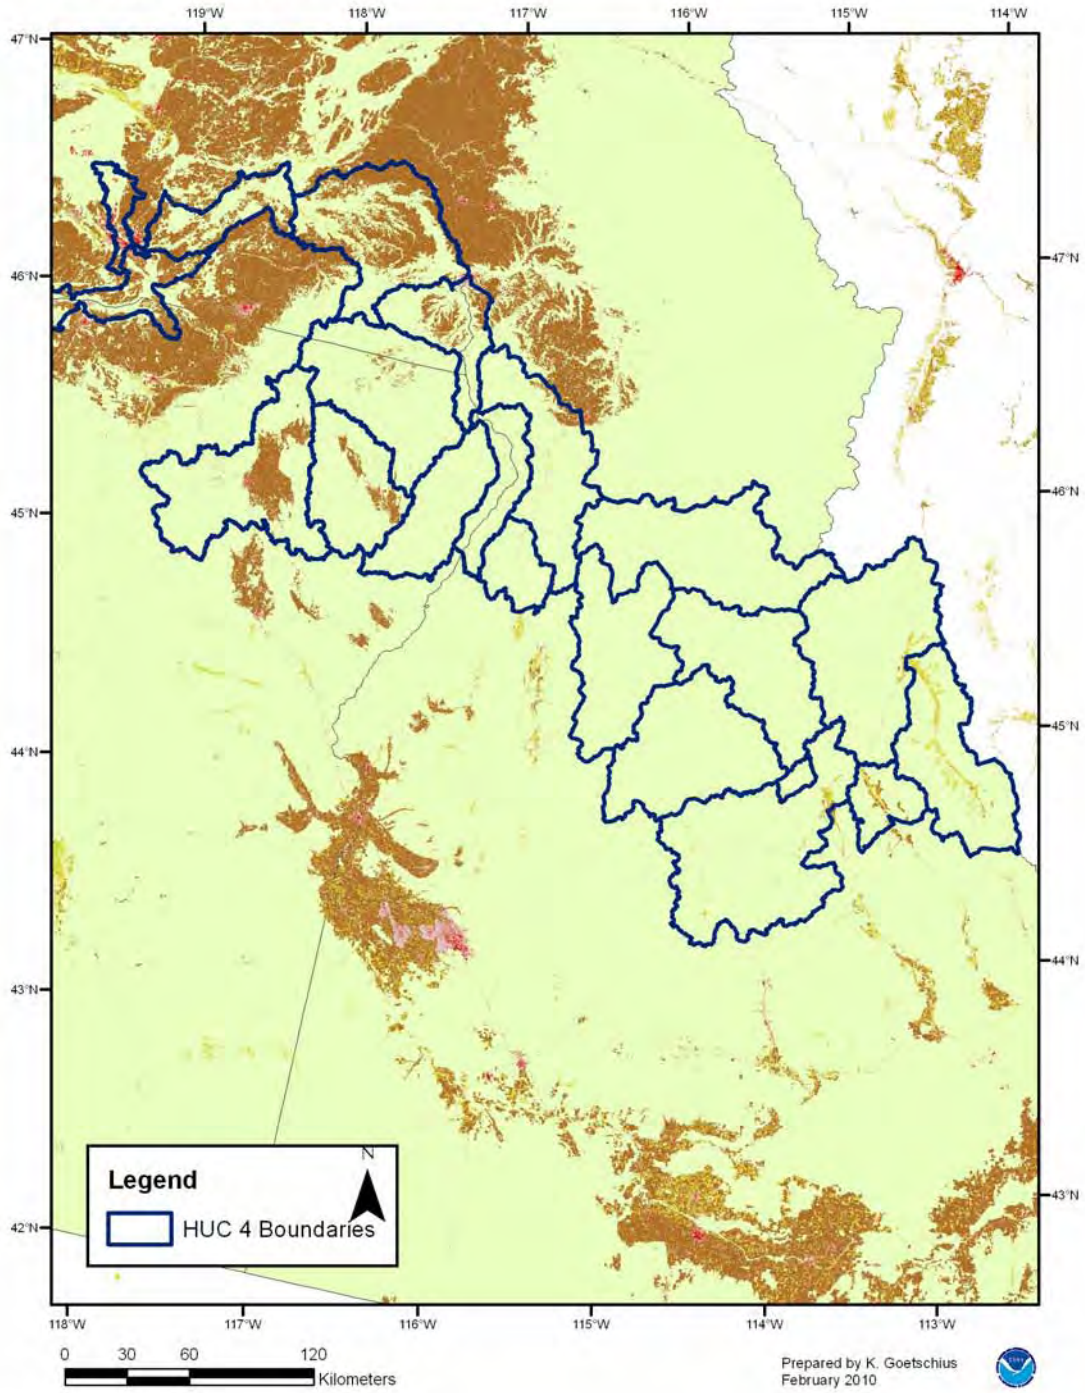 119°W 118°W 117°W 116°W 115°W 114°W
47°N
46°N 47°N
45°N 46°N
44°N 45°N
43°N 44°N
42°N 43°N
N
Legend
HUC 4 Boundaries
118°W 117°W 116°W 115°W 114°W 113°W
0 30 60 120
Kilometers
Prepared by K. Goetschius
February 2010